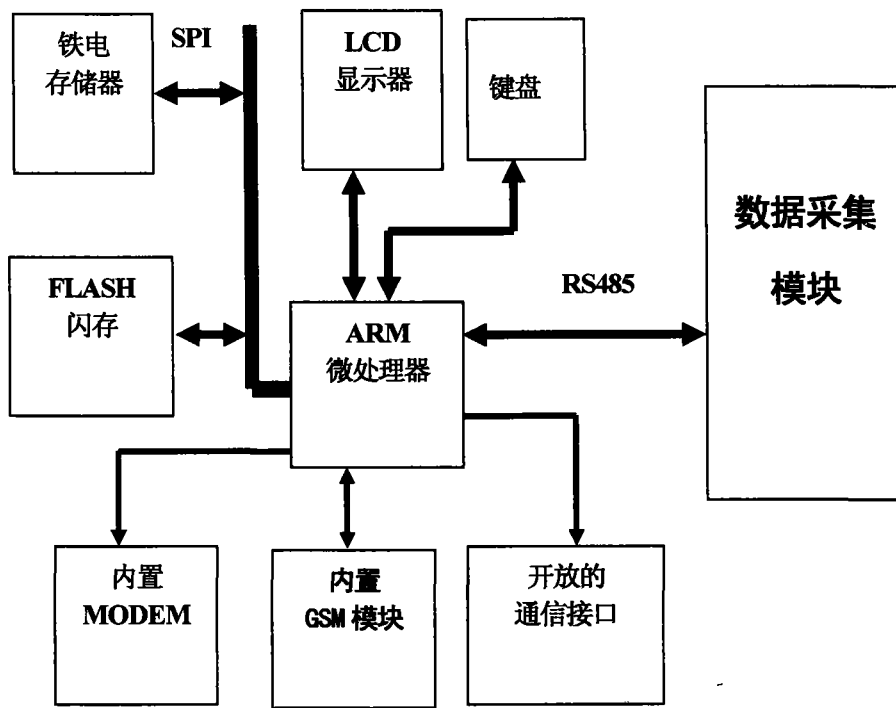 铁电
存储器
SPI
LCD
显示器
键盘
数据采集
模块
FLASH
闪存
RS485
ARM
微处理器
内置
MODEM
内置
GSM 模块
开放的
通信接口